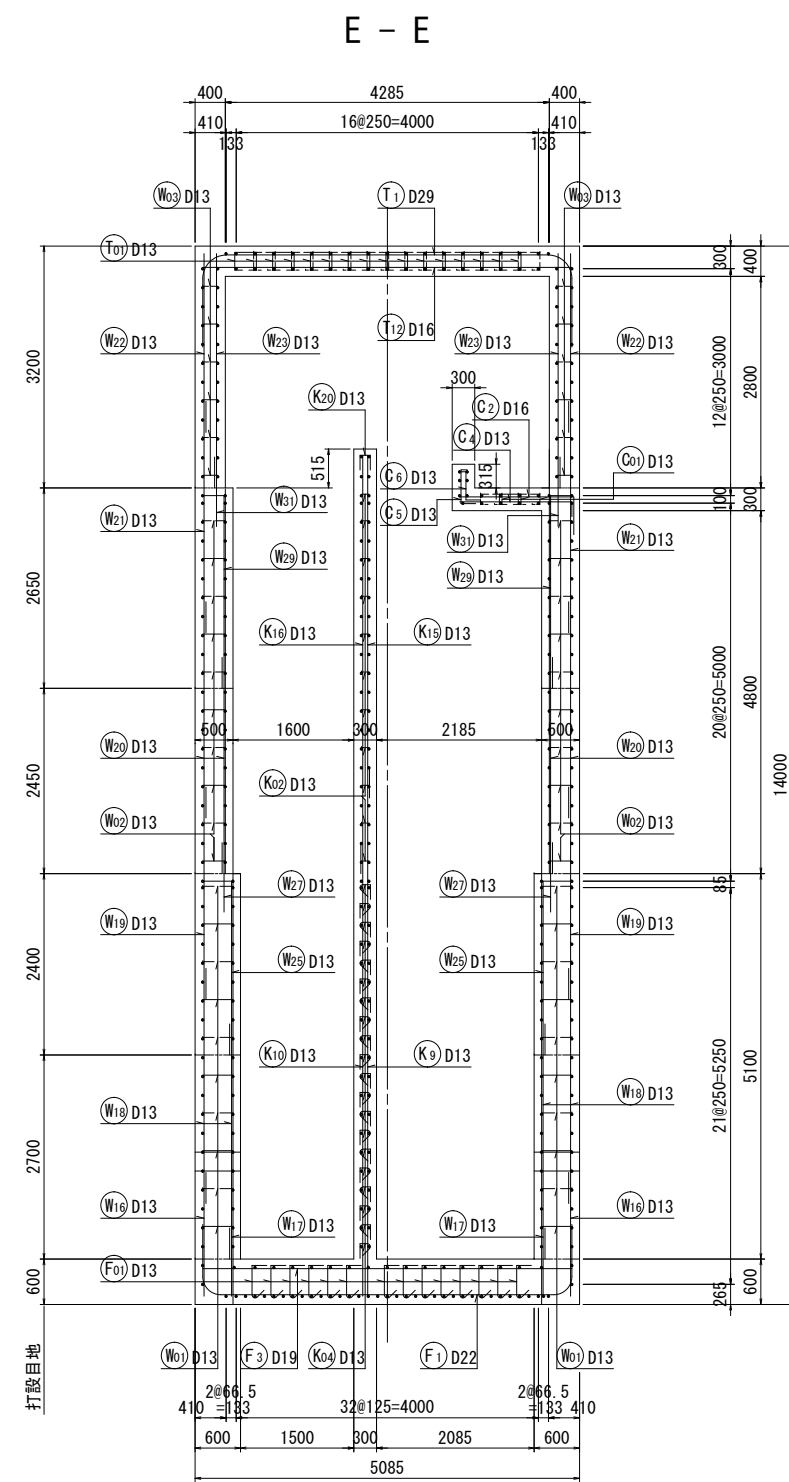 E − E
400 4285 400
410 16@250=4000 410
133 133
W03 D13 T1 D29 W03 D13
T01 D13
300 400
T12 D16
W22 D13 W23 D13 W23 D13 W22 D13
3200 12@250=3000 2800
K20 D13 300 C2 D16
C4 D13
515 C6 D13 315 C01 D13
100 300
C5 D13
W21 D13 W31 D13 W31 D13 W21 D13
W29 D13 W29 D13
2650
K16 D13 K15 D13
20@250=5000 4800
500 1600 300 2185 500
W20 D13 W20 D13
14000
2450 K02 D13
W02 D13 W02 D13
85
W27 D13 W27 D13
W19 D13 W19 D13
2400 W25 D13 W25 D13
K10 D13 K9 D13
21@250=5250 5100
W18 D13 W18 D13
2700
W16 D13 W17 D13 W17 D13 W16 D13
F01 D13
600 265 600
打設目地
W01 D13 F3 D19 K04 D13 F1 D22 W01 D13
2@66.5 2@66.5
410 =133 32@125=4000 =133 410
600 1500 300 2085 600
5085